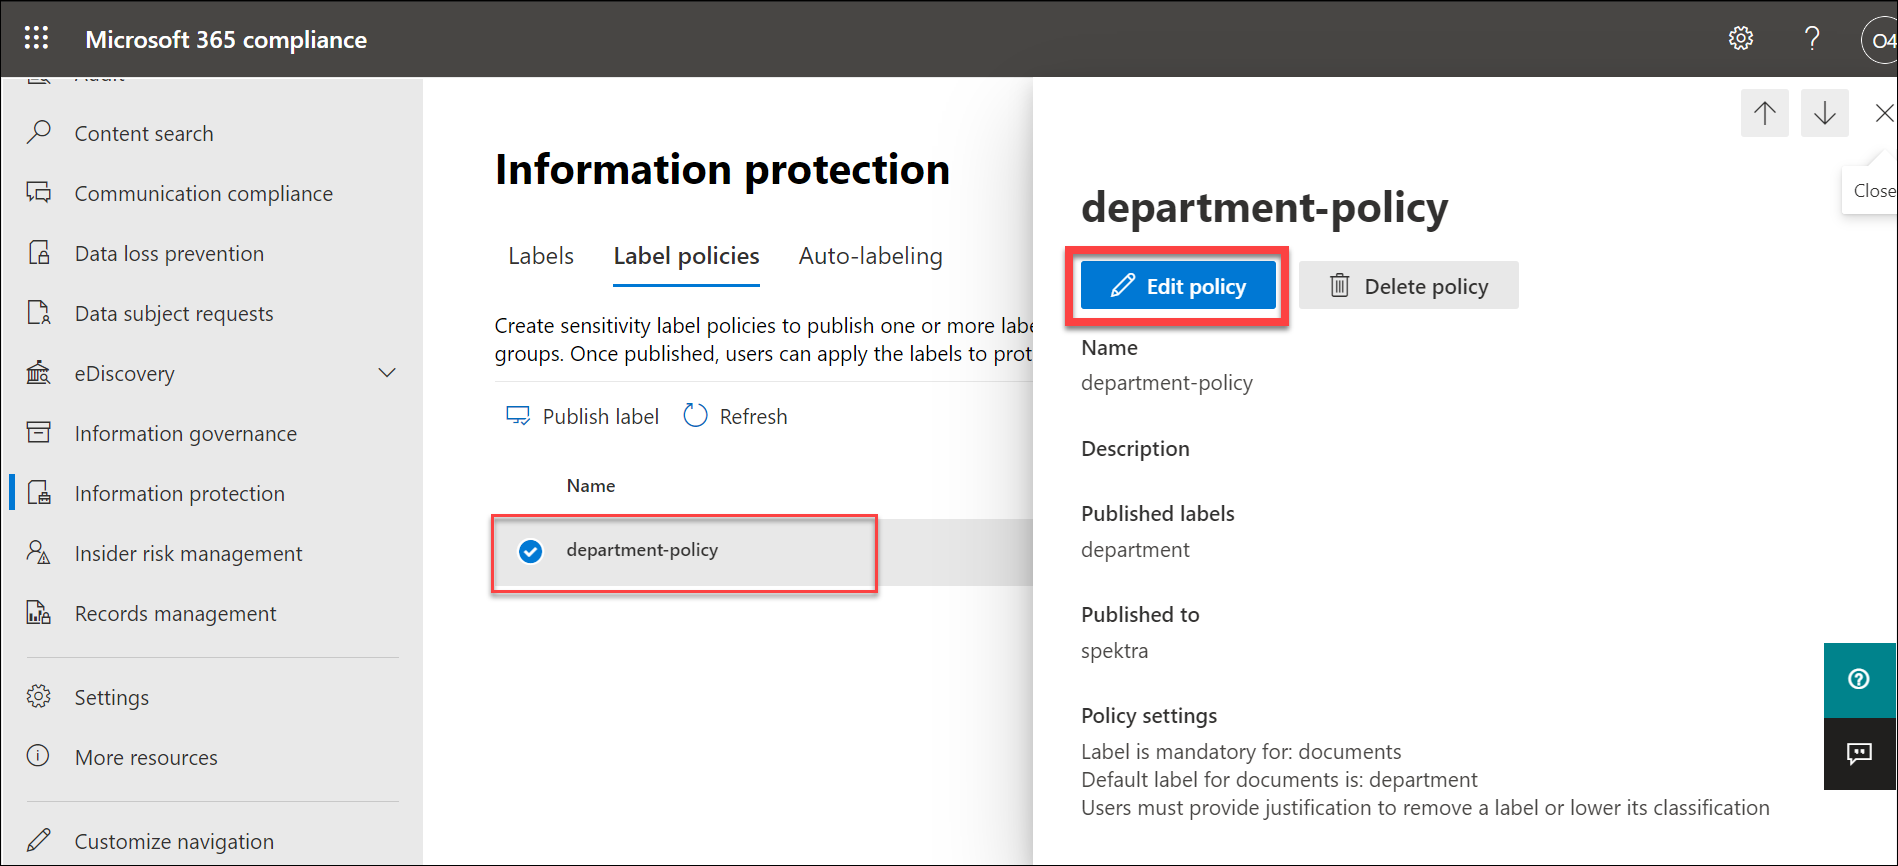 Microsoft 365 compliance
O4
Audit
Content search
Communication compliance
Data loss prevention
Data subject requests
eDiscovery
Information governance
Information protection
Insider risk management
Records management
Settings
More resources
Customize navigation
Information protection
Labels
Label policies
Auto-labeling
Create sensitivity label policies to publish one or more labe
groups. Once published, users can apply the labels to prot
Publish label
Refresh
Name
department-policy
Close
department-policy
Edit policy
Delete policy
Name
department-policy
Description
Published labels
department
Published to
spektra
Policy settings
Label is mandatory for: documents
Default label for documents is: department
Users must provide justification to remove a label or lower its classification